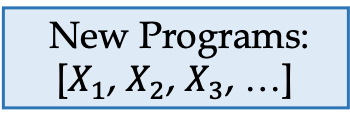 New Programs:
[X₁, X₂, X₃, …]